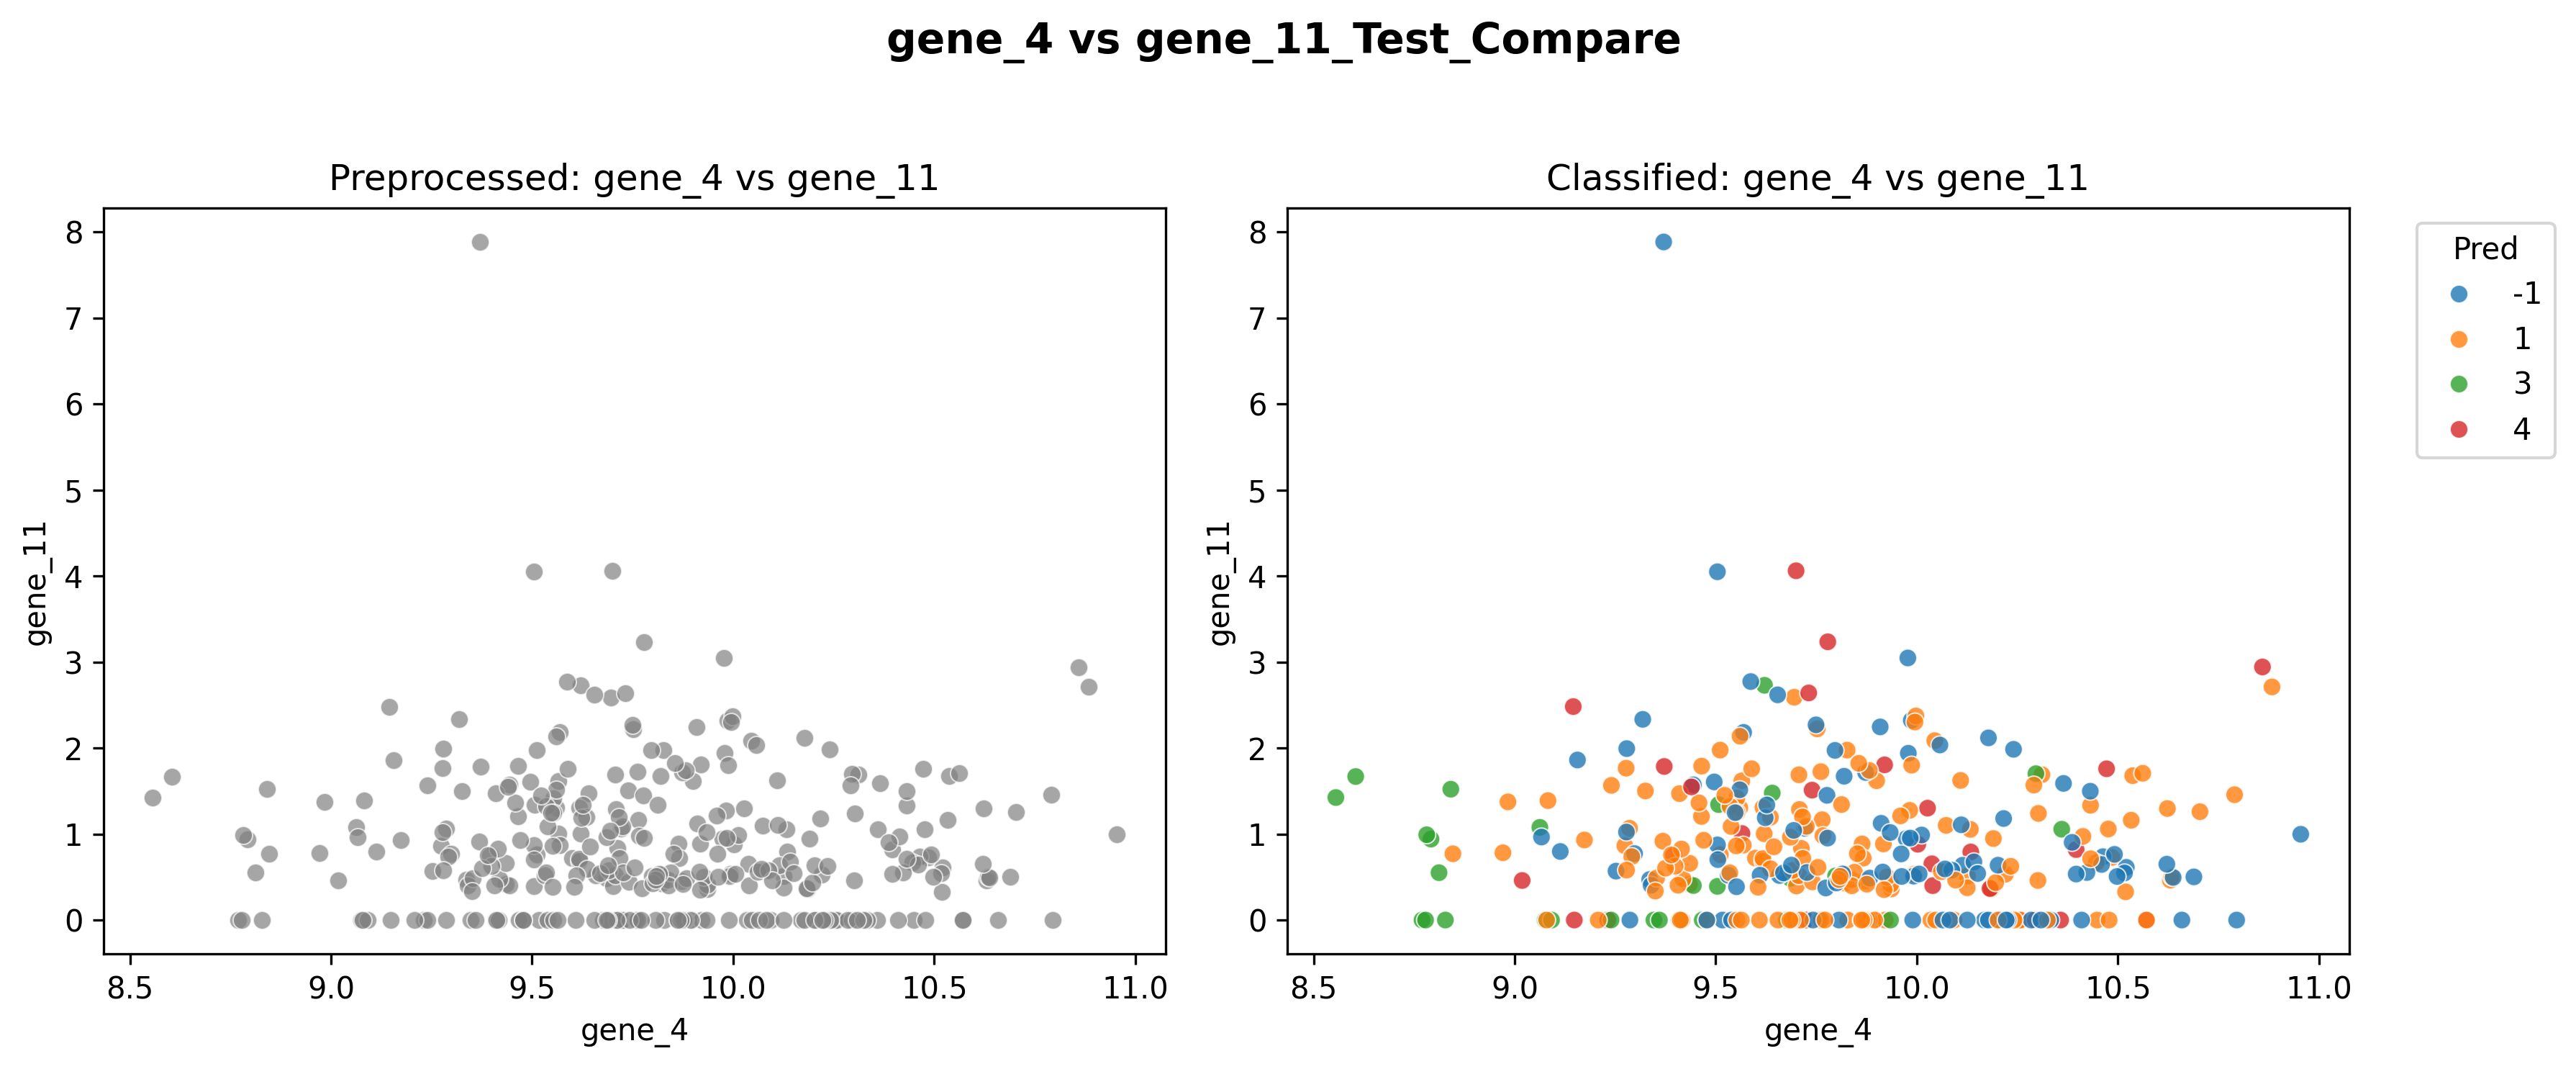 gene_4 vs gene_11_Test_Compare
Preprocessed: gene_4 vs gene_11
8
7
6
5
4
3
2
1
0
gene_11
8.5 9.0 9.5 10.0 10.5 11.0
gene_4
Classified: gene_4 vs gene_11
8
7
6
5
4
3
2
1
0
gene_11
8.5 9.0 9.5 10.0 10.5 11.0
gene_4
Pred
-1
1
3
4